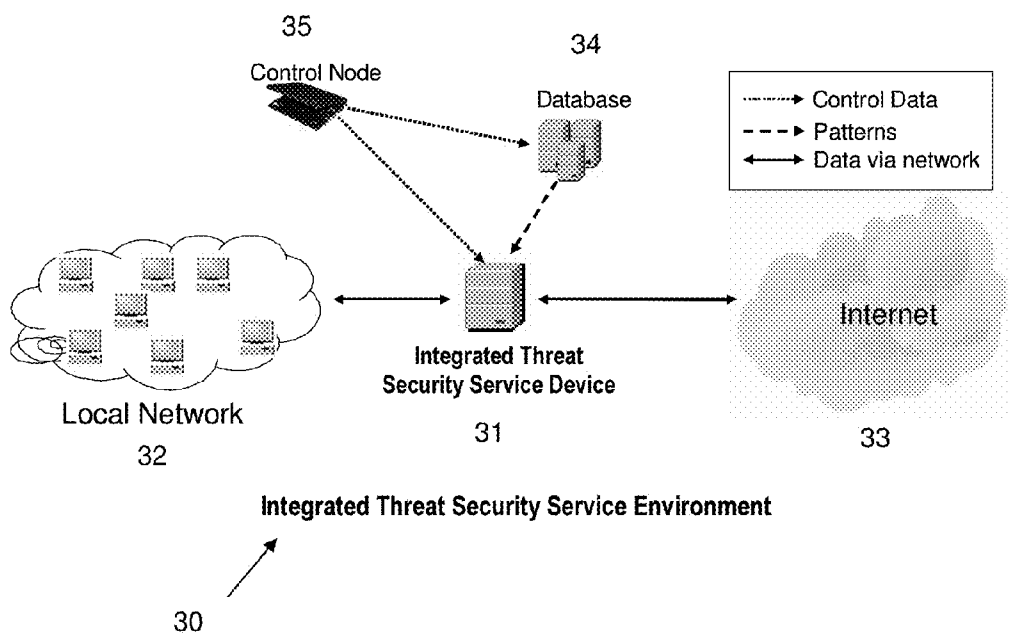 35
Control Node
34
Database
Control Data
Patterns
Data via network
Internet
33
Integrated Threat
Security Service Device
31
Local Network
32
Integrated Threat Security Service Environment
30